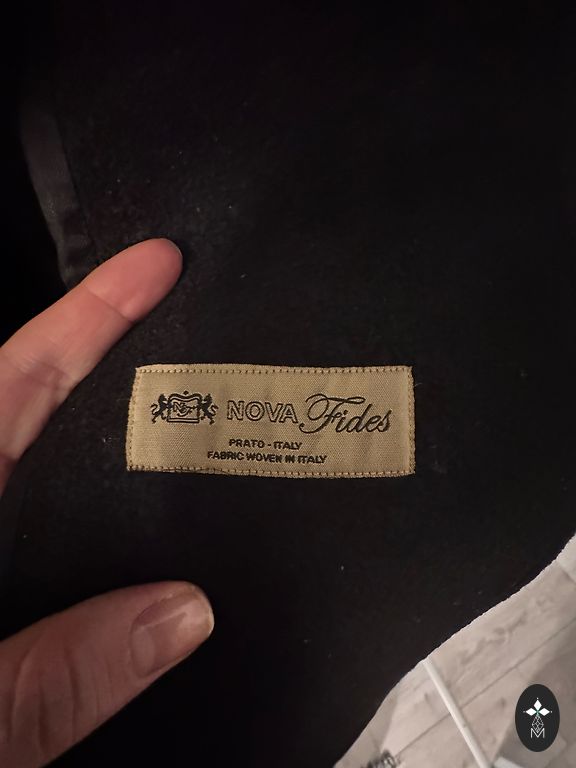 NOVA Fides
PRATO - ITALY
FABRIC WOVEN IN ITALY